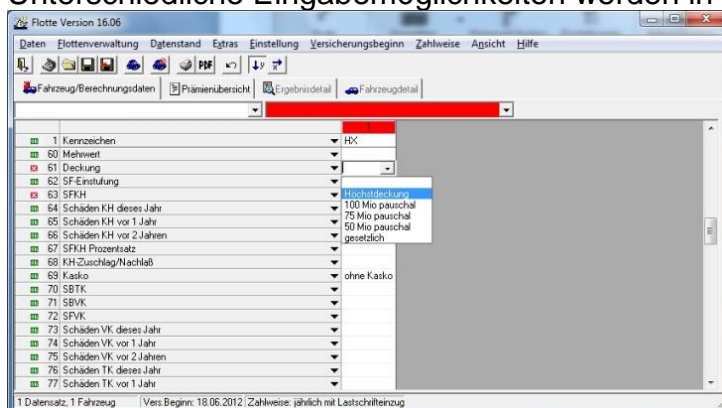 Unterschiedliche Eingabemöglichkeiten werden in
Flotte Version 16.06
Daten Flottenverwaltung Datenstand Extras Einstellung Versicherungsbeginn Zahlweise Ansicht Hilfe
PDF
Fahrzeug/Berechnungsdaten Prämienübersicht Ergebnisdetail Fahrzeugdetail
1
1 Kennzeichen HX
60 Mehrwert
61 Deckung
62 SF-Einstufung
63 SFKH Höchstdeckung
64 Schäden KH dieses Jahr 100 Mio pauschal
65 Schäden KH vor 1 Jahr 75 Mio pauschal
66 Schäden KH vor 2 Jahren 50 Mio pauschal
67 SFKH Prozentsatz gesetzlich
68 KH-Zuschlag/Nachlaß
69 Kasko ohne Kasko
70 SBTK
71 SBVK
72 SFVK
73 Schäden VK dieses Jahr
74 Schäden VK vor 1 Jahr
75 Schäden VK vor 2 Jahren
76 Schäden TK dieses Jahr
77 Schäden TK vor 1 Jahr
1 Datensatz, 1 Fahrzeug Vers.Beginn: 18.06.2012 Zahlweise: jährlich mit Lastschrifteinzug